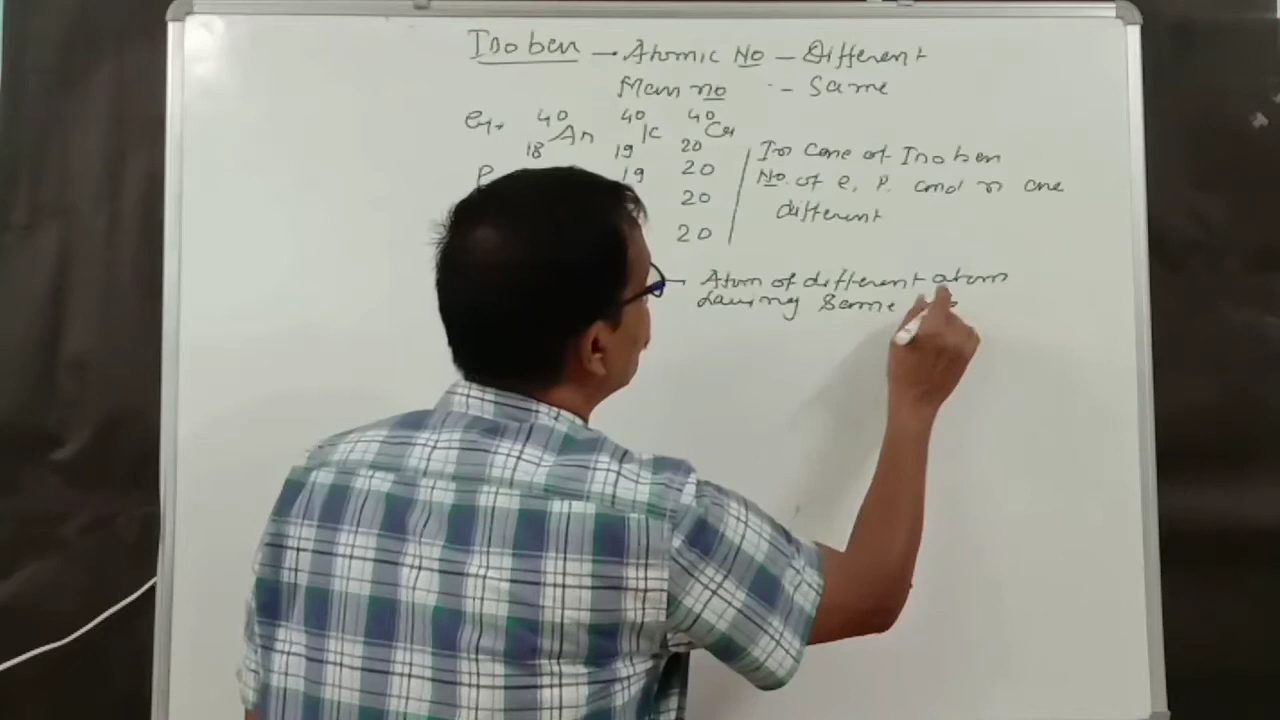 Isobar — Atomic No — Different
Mass no :- Same
eg,
40 40 40
Ar K Ca
18 19 20
P 19 20
20
20
In case of Isobar
No. of e, P. and n are
different
— Atom of different atom
having Same